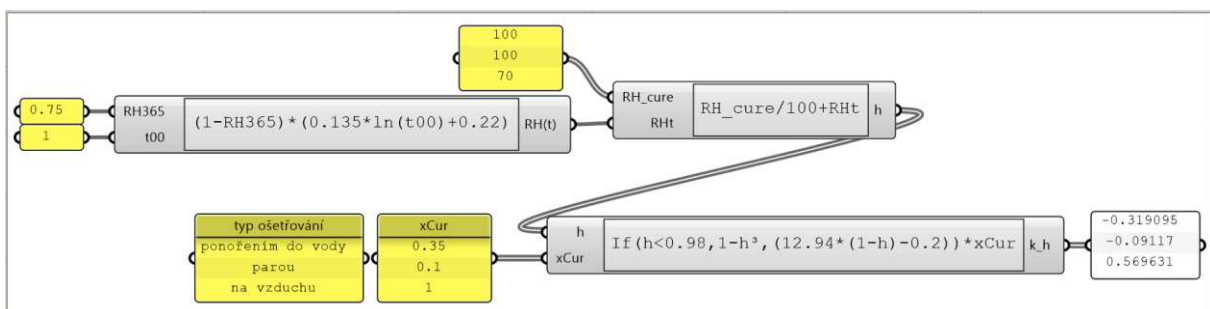 100
100
70
0.75
1
RH365
t00
(1-RH365)*(0.135*ln(t00)+0.22)
RH(t)
RH_cure
RHt
RH_cure/100+RHt
h
typ ošetřování
ponořením do vody
parou
na vzduchu
xCur
0.35
0.1
1
h
xCur
If(h<0.98,1-h³,(12.94*(1-h)-0.2))*xCur
k_h
-0.319095
-0.09117
0.569631